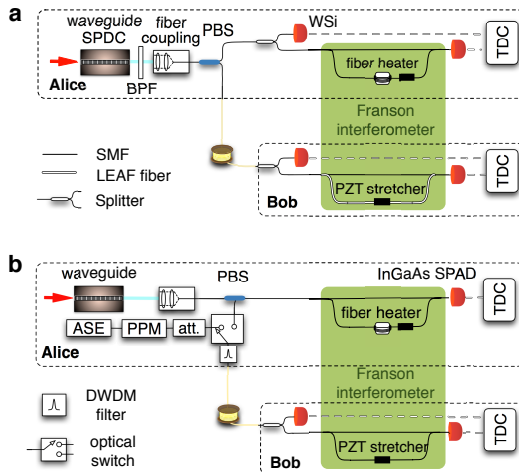 a
waveguide
SPDC
fiber
coupling
PBS
WSi
TDC
BPF
Alice
fiber heater
Franson
interferometer
SMF
LEAF fiber
Splitter
TDC
PZT stretcher
Bob
b
waveguide
PBS
InGaAs SPAD
TDC
ASE
PPM
att.
fiber heater
Alice
Franson
interferometer
DWDM
filter
TDC
optical
switch
PZT stretcher
Bob